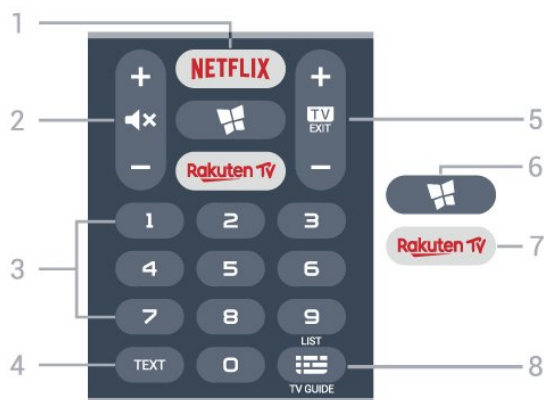 1
NETFLIX
+ +
2
TV
EXIT
5
6
- -
Rakuten TV
Rakuten TV
7
1 2 3
3
4 5 6
7 8 9
LIST
4
TEXT
0
8
TV GUIDE